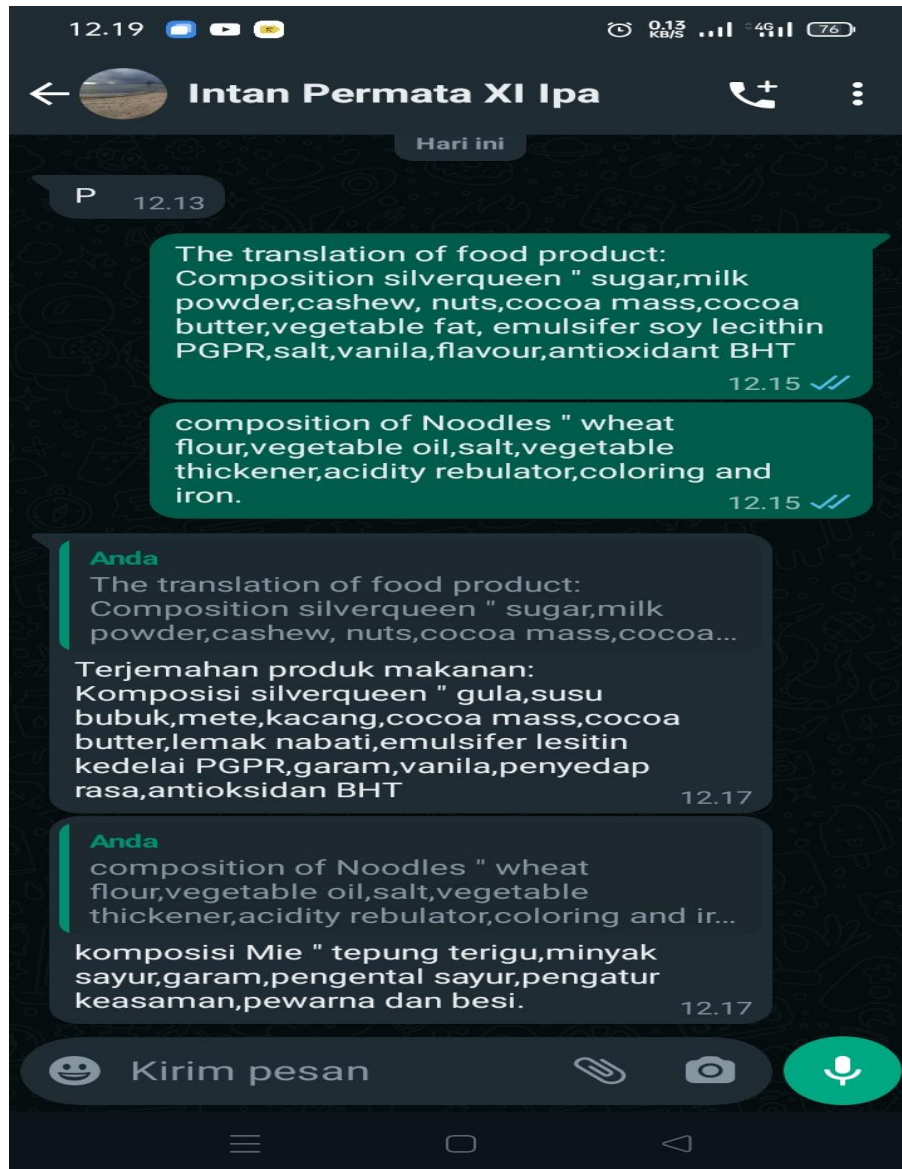 12.19
0.13 KB/S 4G 76
Intan Permata XI Ipa
Hari ini
P 12.13
The translation of food product:
Composition silverqueen " sugar,milk
powder,cashew, nuts,cocoa mass,cocoa
butter,vegetable fat, emulsifer soy lecithin
PGPR,salt,vanila,flavour,antioxidant BHT
12.15
composition of Noodles " wheat
flour,vegetable oil,salt,vegetable
thickener,acidity rebulator,coloring and
iron.
12.15
Anda
The translation of food product:
Composition silverqueen " sugar,milk
powder,cashew, nuts,cocoa mass,cocoa...
Terjemahan produk makanan:
Komposisi silverqueen " gula,susu
bubuk,mete,kacang,cocoa mass,cocoa
butter,lemak nabati,emulsifer lesitin
kedelai PGPR,garam,vanila,penyedap
rasa,antioksidan BHT
12.17
Anda
composition of Noodles " wheat
flour,vegetable oil,salt,vegetable
thickener,acidity rebulator,coloring and ir...
komposisi Mie " tepung terigu,minyak
sayur,garam,pengental sayur,pengatur
keasaman,pewarna dan besi.
12.17
Kirim pesan